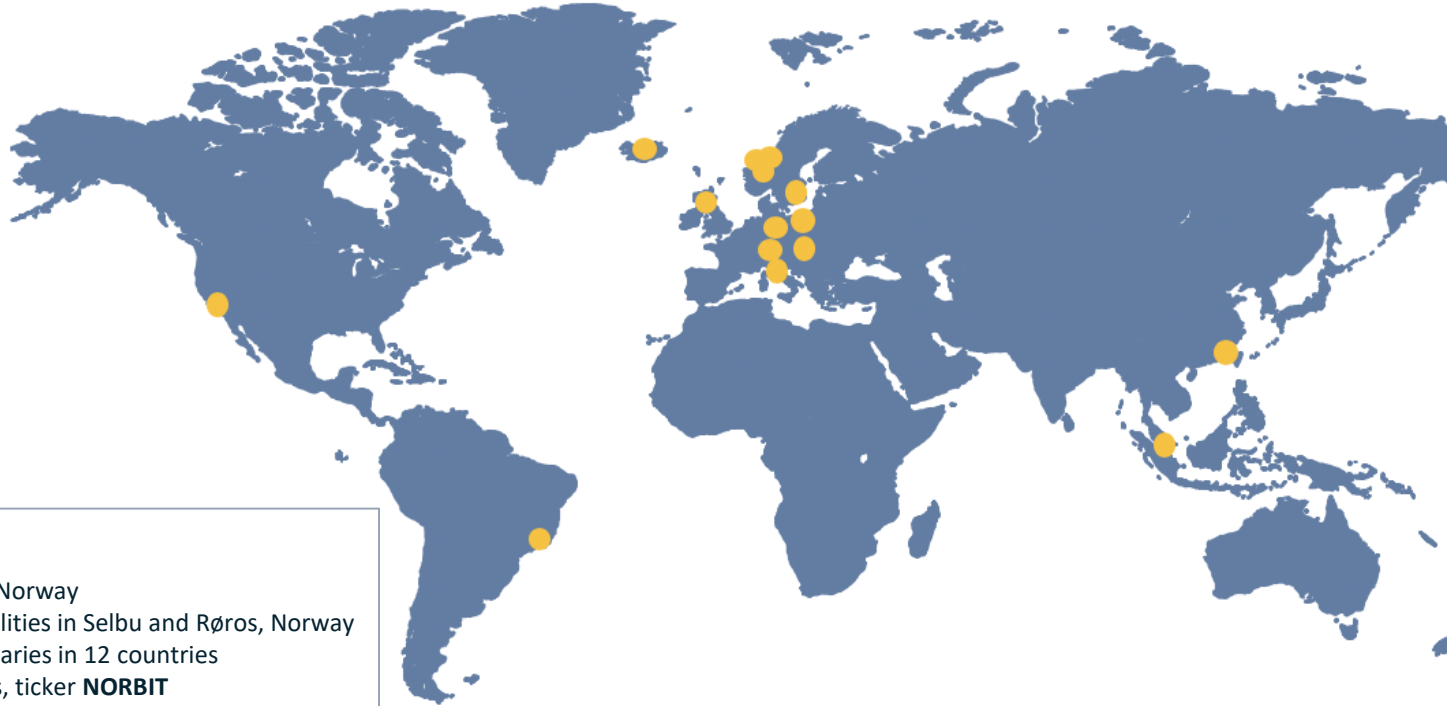 Norway
lities in Selbu and Røros, Norway
aries in 12 countries
s, ticker NORBIT